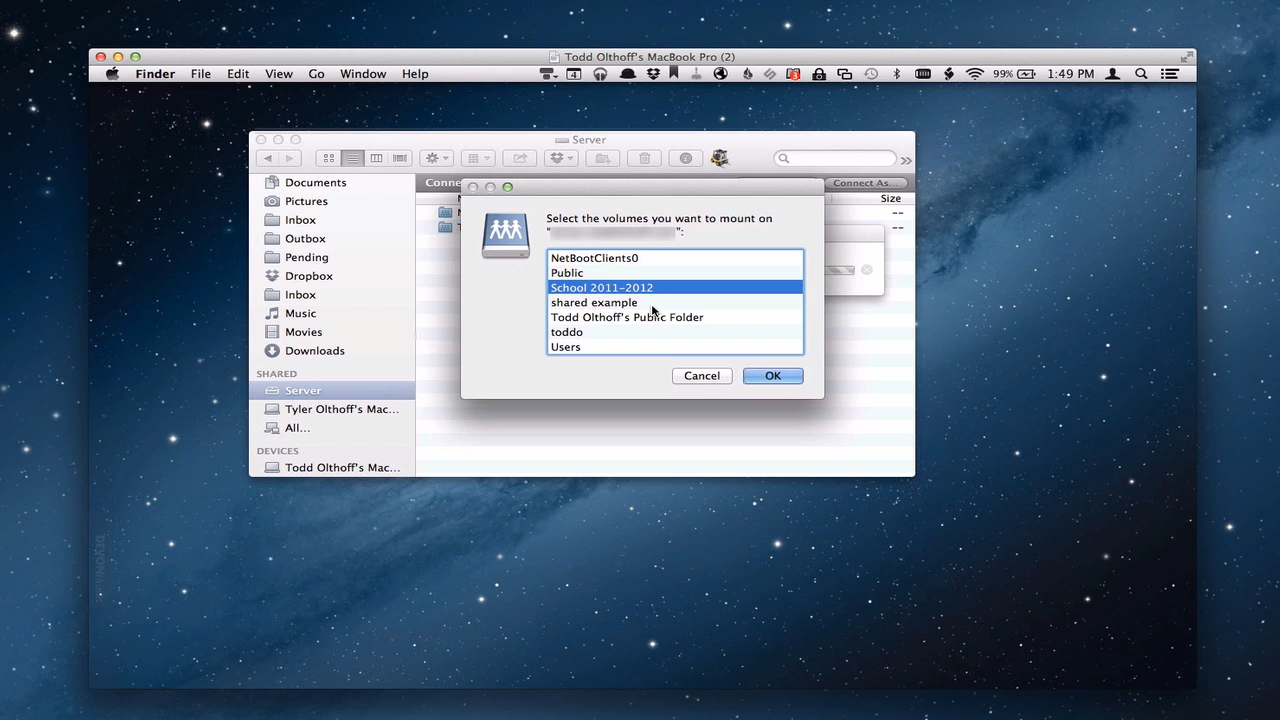 Todd Olthoff's MacBook Pro (2)
Finder File Edit View Go Window Help 4 3 99% 1:49 PM
Server
Documents
Pictures
Inbox
Outbox
Pending
Dropbox
Inbox
Music
Movies
Downloads
SHARED
Server
Tyler Olthoff's Mac...
All...
DEVICES
Todd Olthoff's Mac...
Connect As...
Size
--
--
Select the volumes you want to mount on
" ":
NetBootClients0
Public
School 2011-2012
shared example
Todd Olthoff's Public Folder
toddo
Users
Cancel OK